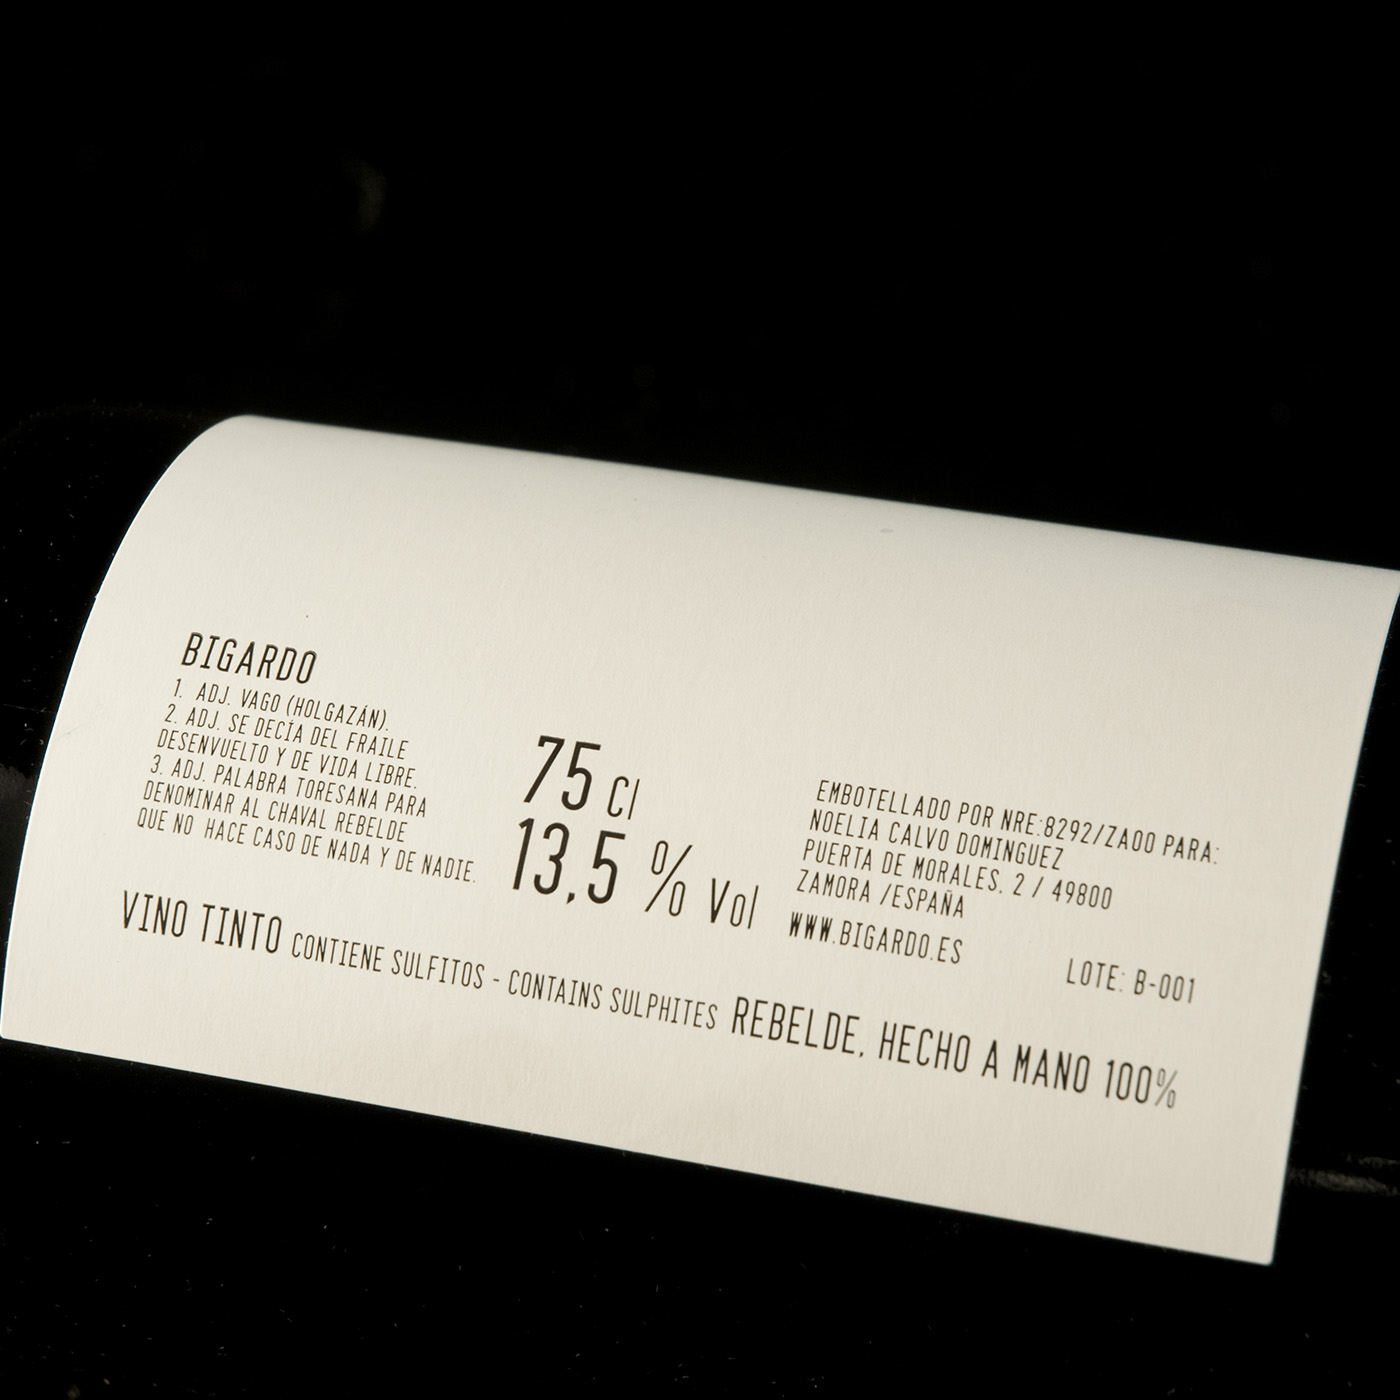 BIGARDO
1. ADJ. VAGO (HOLGAZÁN).
2. ADJ. SE DECÍA DEL FRAILE
DESENVUELTO Y DE VIDA LIBRE.
3. ADJ. PALABRA TORESANA PARA
DENOMINAR AL CHAVAL REBELDE
QUE NO HACE CASO DE NADA Y DE NADIE.
75 Cl
13,5 % Vol
EMBOTELLADO POR NRE:8292/ZA00 PARA:
NOELIA CALVO DOMINGUEZ
PUERTA DE MORALES, 2 / 49800
ZAMORA /ESPAÑA
WWW.BIGARDO.ES
LOTE: B-001
VINO TINTO CONTIENE SULFITOS - CONTAINS SULPHITES REBELDE, HECHO A MANO 100%